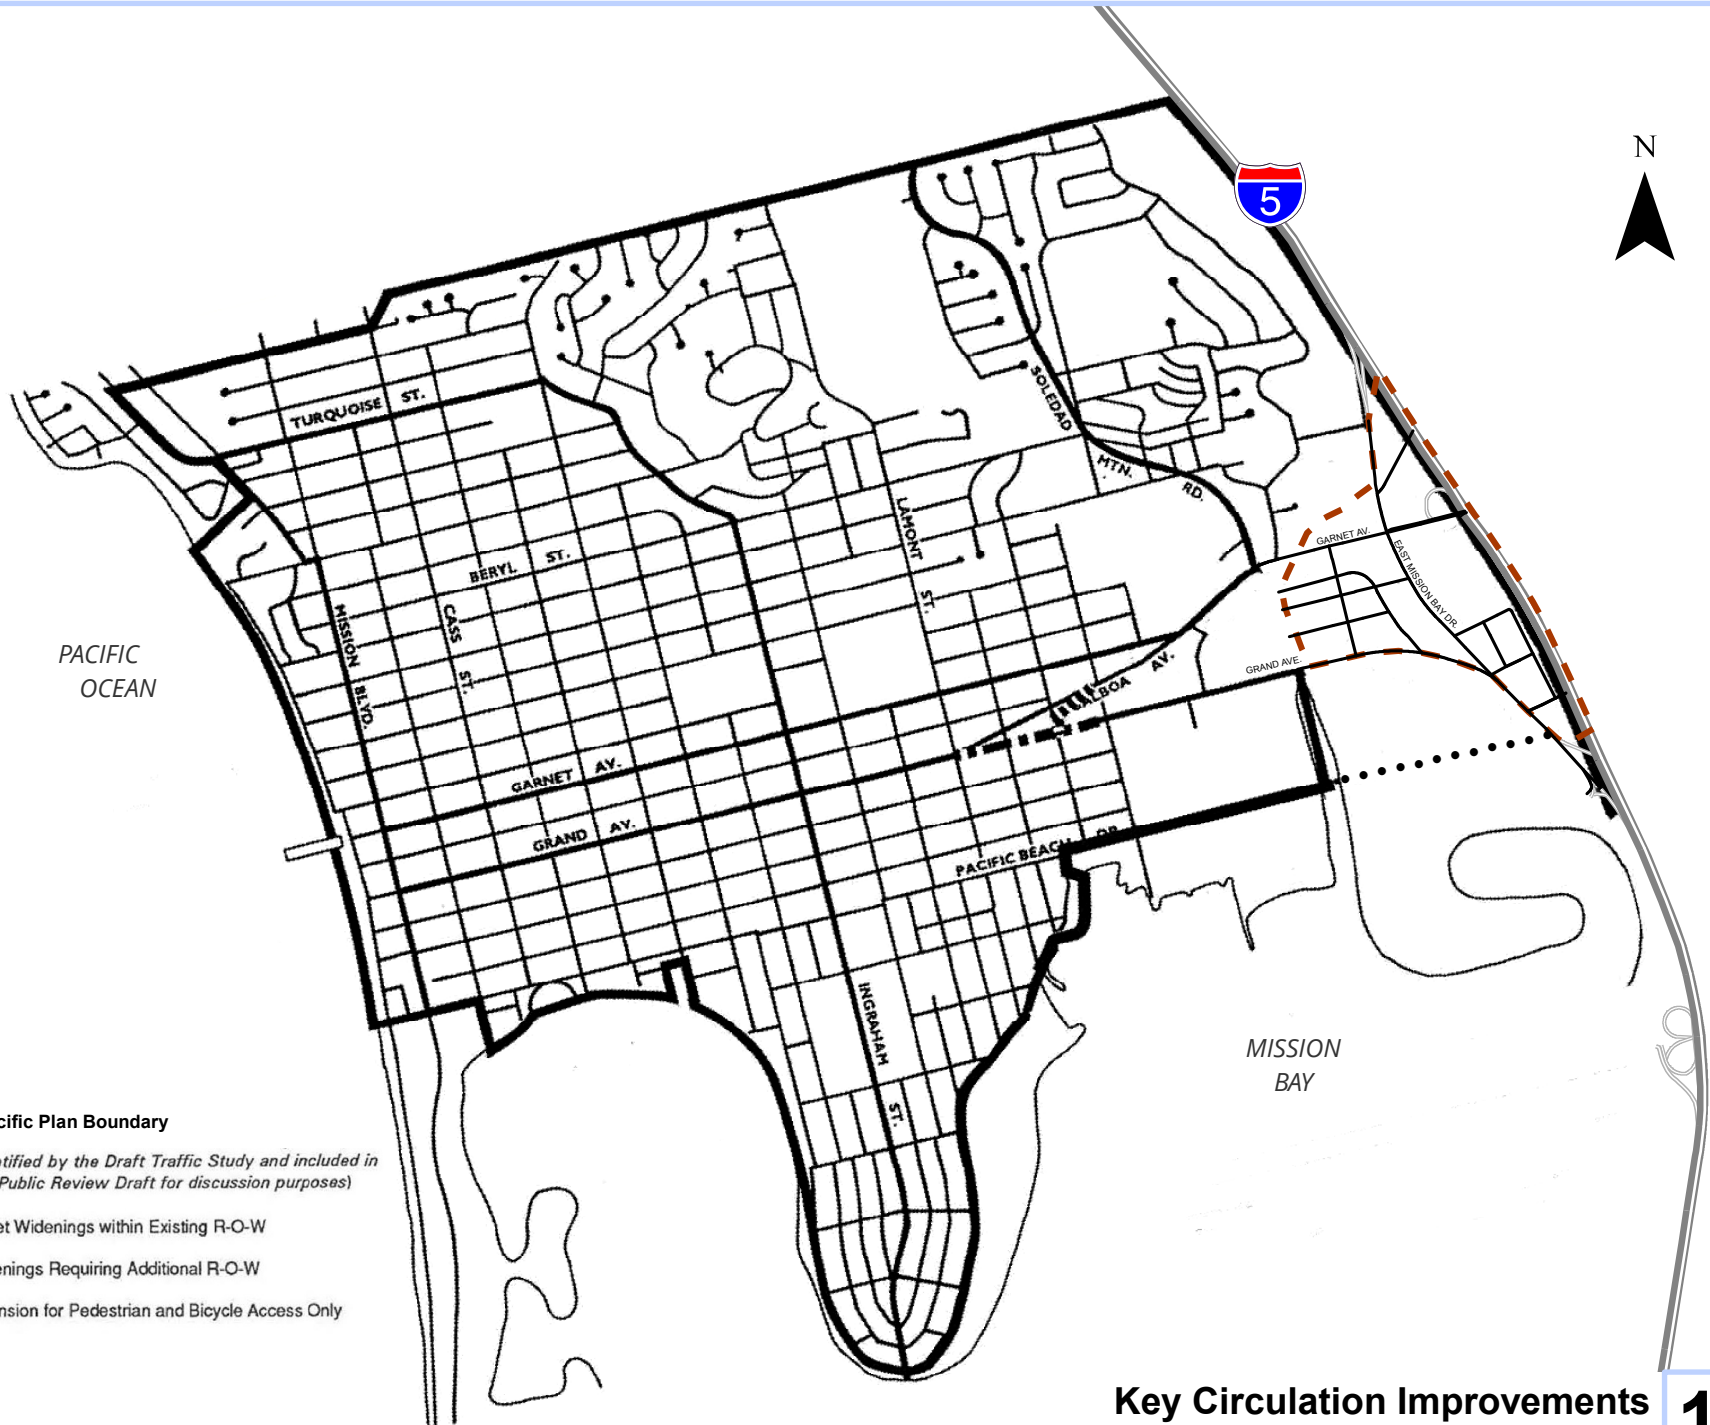 N
5
TURQUOISE ST.
SOLEDAD
MTN.
RD.
LAMONT
ST.
GARNET AV.
EAST MISSION BAY DR.
BERYL ST.
CASS
ST.
MISSION BLVD.
PACIFIC
OCEAN
GRAND AVE.
BALBOA AV.
GARNET AV.
GRAND AV.
PACIFIC BEACH DR.
INGRAHAM
ST.
MISSION
BAY
cific Plan Boundary
ntified by the Draft Traffic Study and included in
Public Review Draft for discussion purposes)
et Widenings within Existing R-O-W
enings Requiring Additional R-O-W
nsion for Pedestrian and Bicycle Access Only
Key Circulation Improvements
1